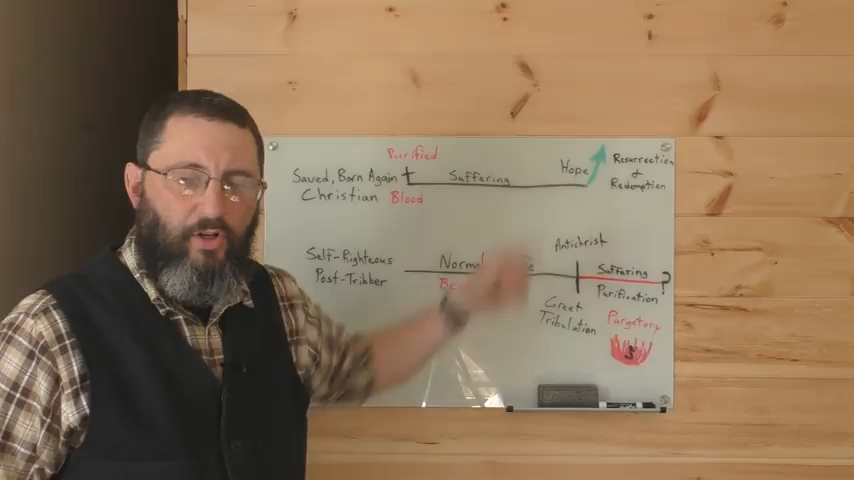 Purified
Saved, Born Again
Christian
Blood
Suffering
Hope
Resurrection
&
Redemption
Self-Righteous
Post-Tribber
Antichrist
Great
Tribulation
Suffering
?
Purification
Purgatory